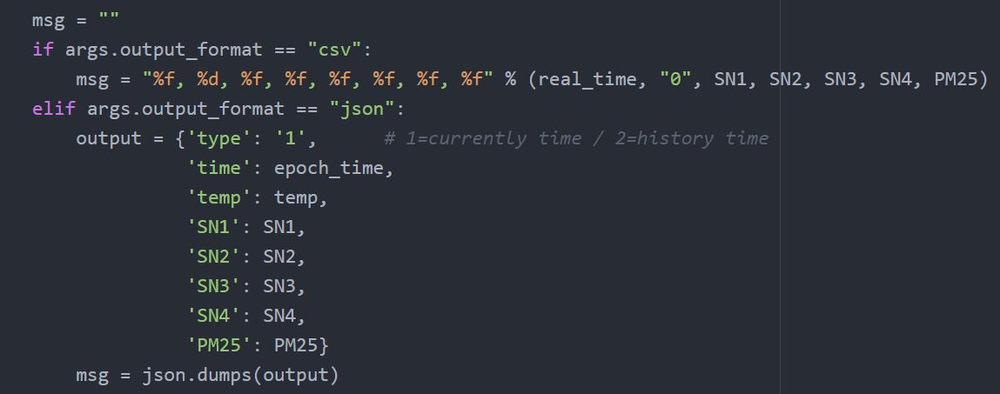 msg = ""
if args.output_format == "csv":
    msg = "%f, %d, %f, %f, %f, %f, %f, %f" % (real_time, "0", SN1, SN2, SN3, SN4, PM25)
elif args.output_format == "json":
    output = {'type': '1',      # 1=currently time / 2=history time
              'time': epoch_time,
              'temp': temp,
              'SN1': SN1,
              'SN2': SN2,
              'SN3': SN3,
              'SN4': SN4,
              'PM25': PM25}
    msg = json.dumps(output)